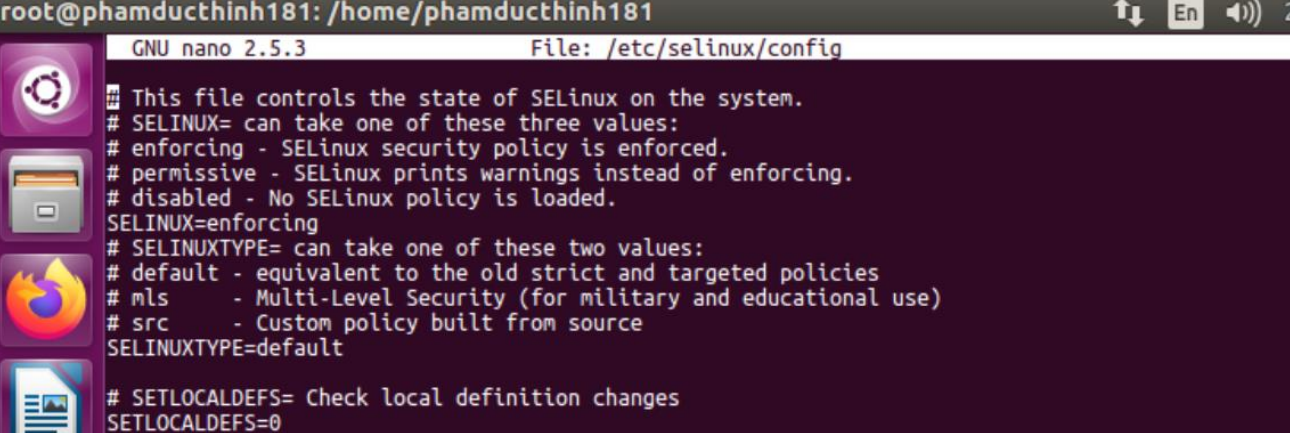 root@phamducthinh181: /home/phamducthinh181
En
GNU nano 2.5.3 File: /etc/selinux/config
# This file controls the state of SELinux on the system.
# SELINUX= can take one of these three values:
# enforcing - SELinux security policy is enforced.
# permissive - SELinux prints warnings instead of enforcing.
# disabled - No SELinux policy is loaded.
SELINUX=enforcing
# SELINUXTYPE= can take one of these two values:
# default - equivalent to the old strict and targeted policies
# mls - Multi-Level Security (for military and educational use)
# src - Custom policy built from source
SELINUXTYPE=default
# SETLOCALDEFS= Check local definition changes
SETLOCALDEFS=0